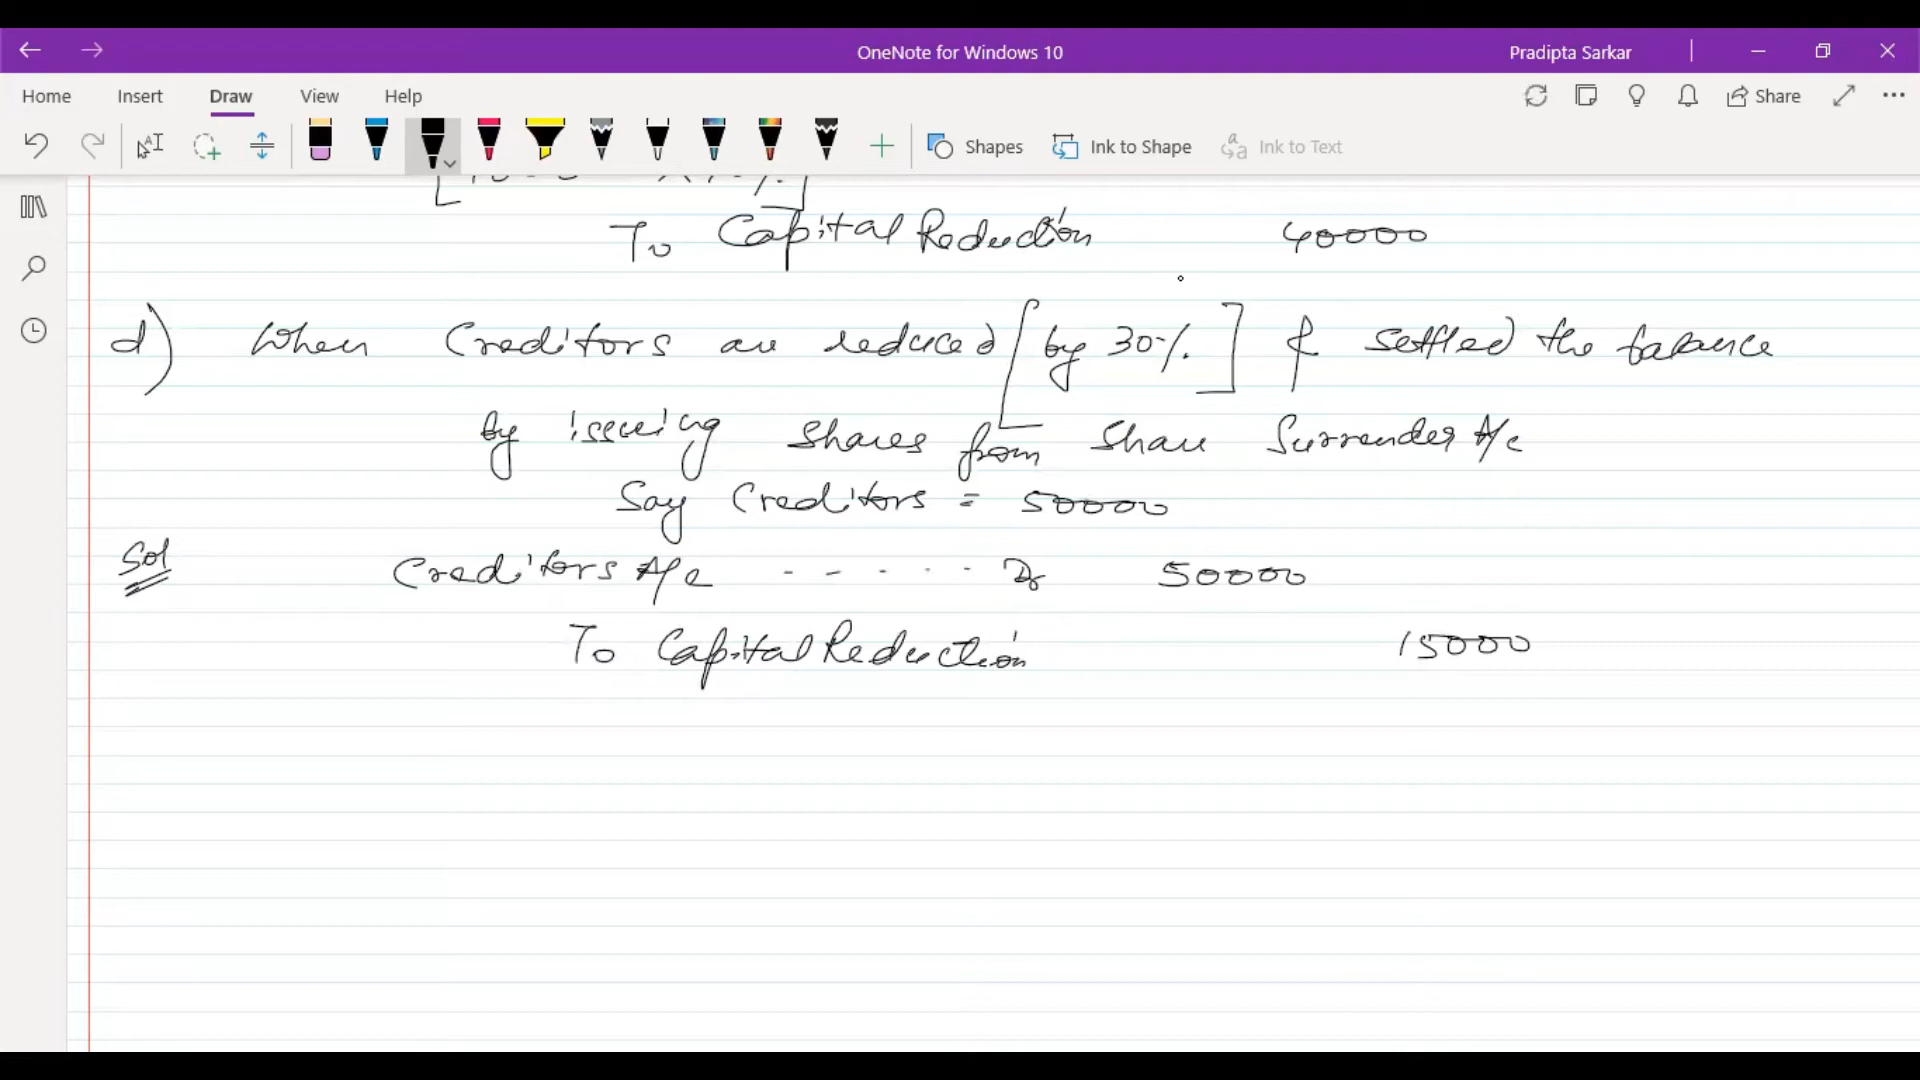 OneNote for Windows 10
Pradipta Sarkar
Home Insert Draw View Help
Share
Shapes Ink to Shape Ink to Text
To Capital Reduction 40000
d) When Creditors are reduced [by 30%.] & settled the balance
by issueing shares from Share Surrender A/c
Say Creditors = 50000
Sol Creditors A/c - - . . . . Dr 50000
To Capital Reduction 15000